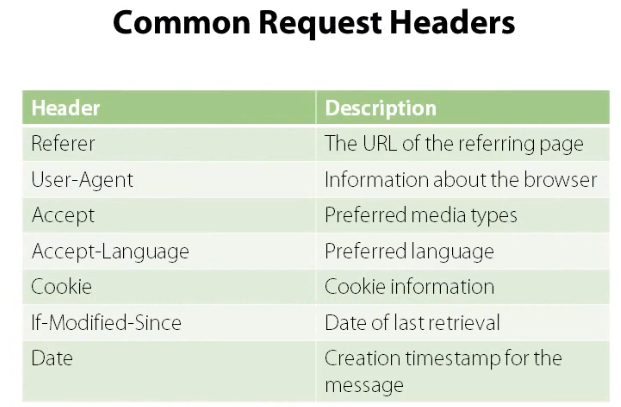 Common Request Headers
Header Description
Referer The URL of the referring page
User-Agent Information about the browser
Accept Preferred media types
Accept-Language Preferred language
Cookie Cookie information
If-Modified-Since Date of last retrieval
Date Creation timestamp for the
message